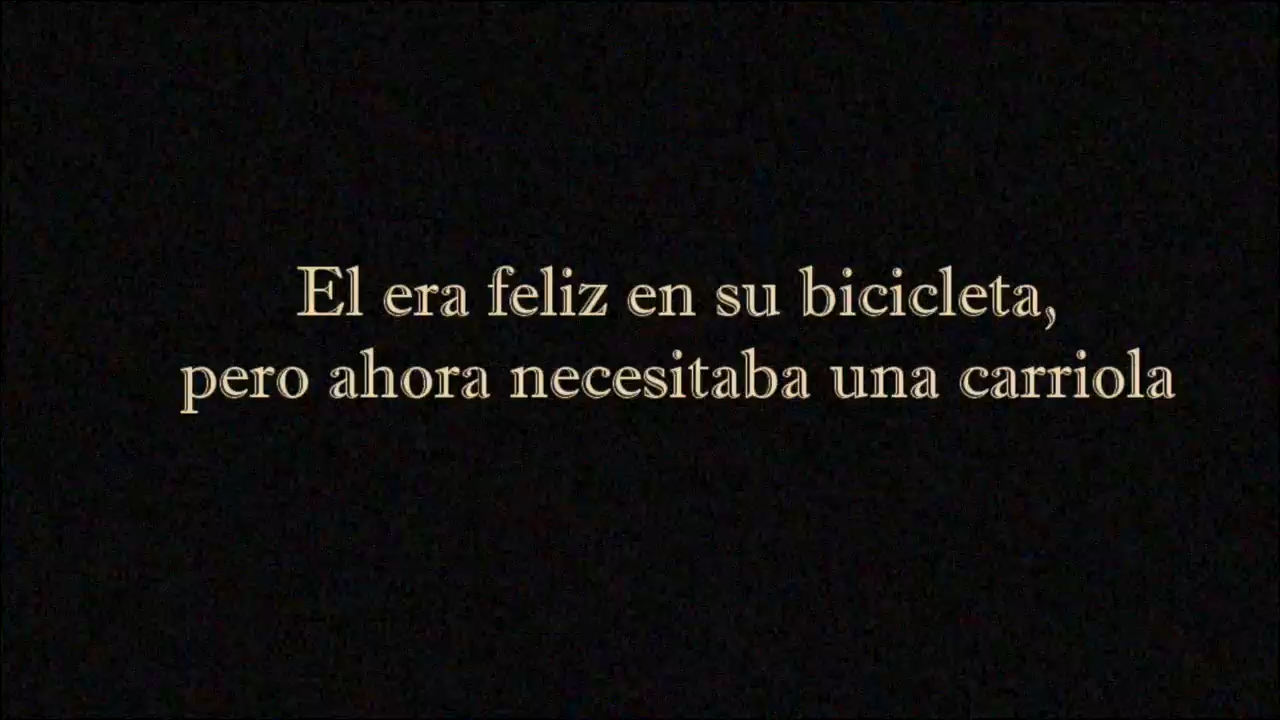 El era feliz en su bicicleta,
pero ahora necesitaba una carriola